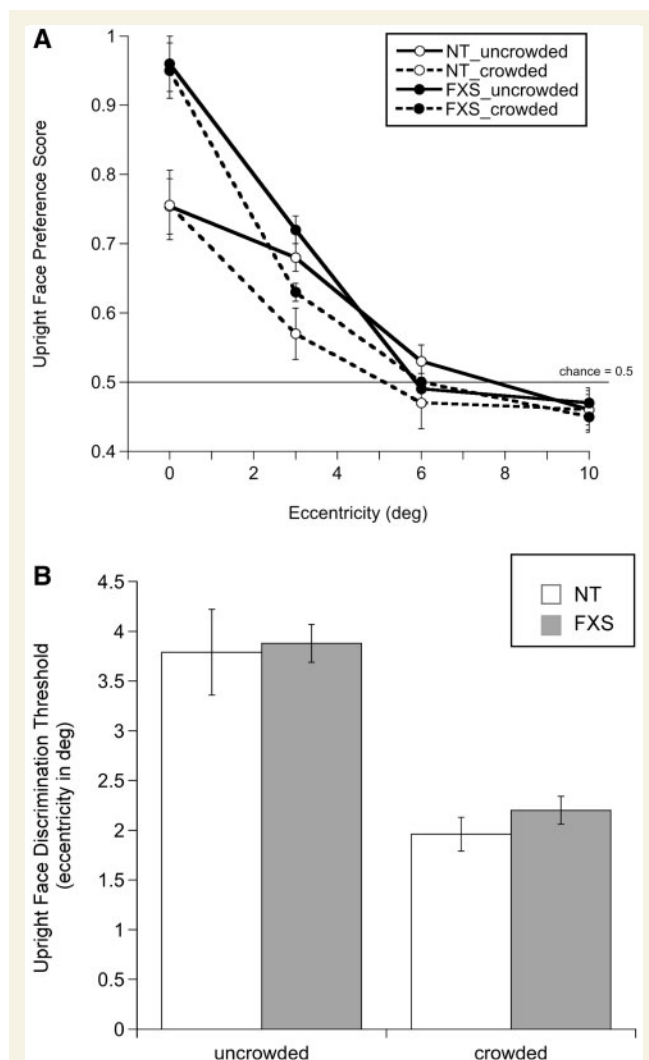 A
1
0.9
0.8
0.7
0.6
0.5
0.4
Upright Face Preference Score
NT_uncrowded
NT_crowded
FXS_uncrowded
FXS_crowded
chance = 0.5
0 2 4 6 8 10
Eccentricity (deg)
B
4.5
4
3.5
3
2.5
2
1.5
1
0.5
0
Upright Face Discrimination Threshold
(eccentricity in deg)
NT
FXS
uncrowded crowded